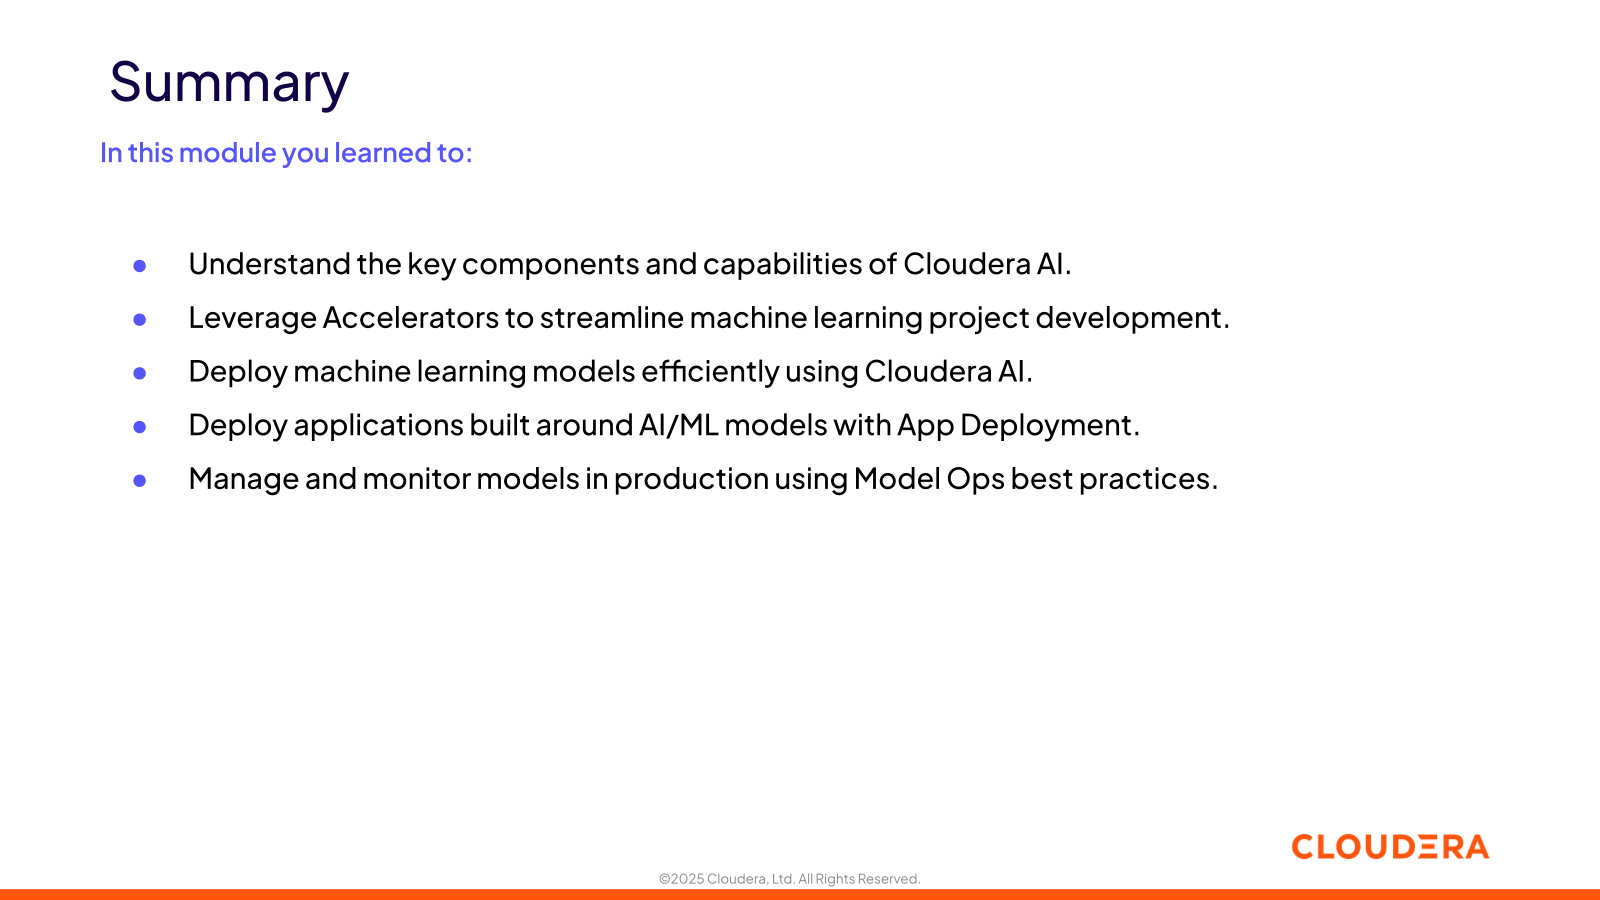 Summary
In this module you learned to:
● Understand the key components and capabilities of Cloudera AI.
● Leverage Accelerators to streamline machine learning project development.
● Deploy machine learning models efficiently using Cloudera AI.
● Deploy applications built around AI/ML models with App Deployment.
● Manage and monitor models in production using Model Ops best practices.
CLOUDERA
©2025 Cloudera, Ltd. All Rights Reserved.